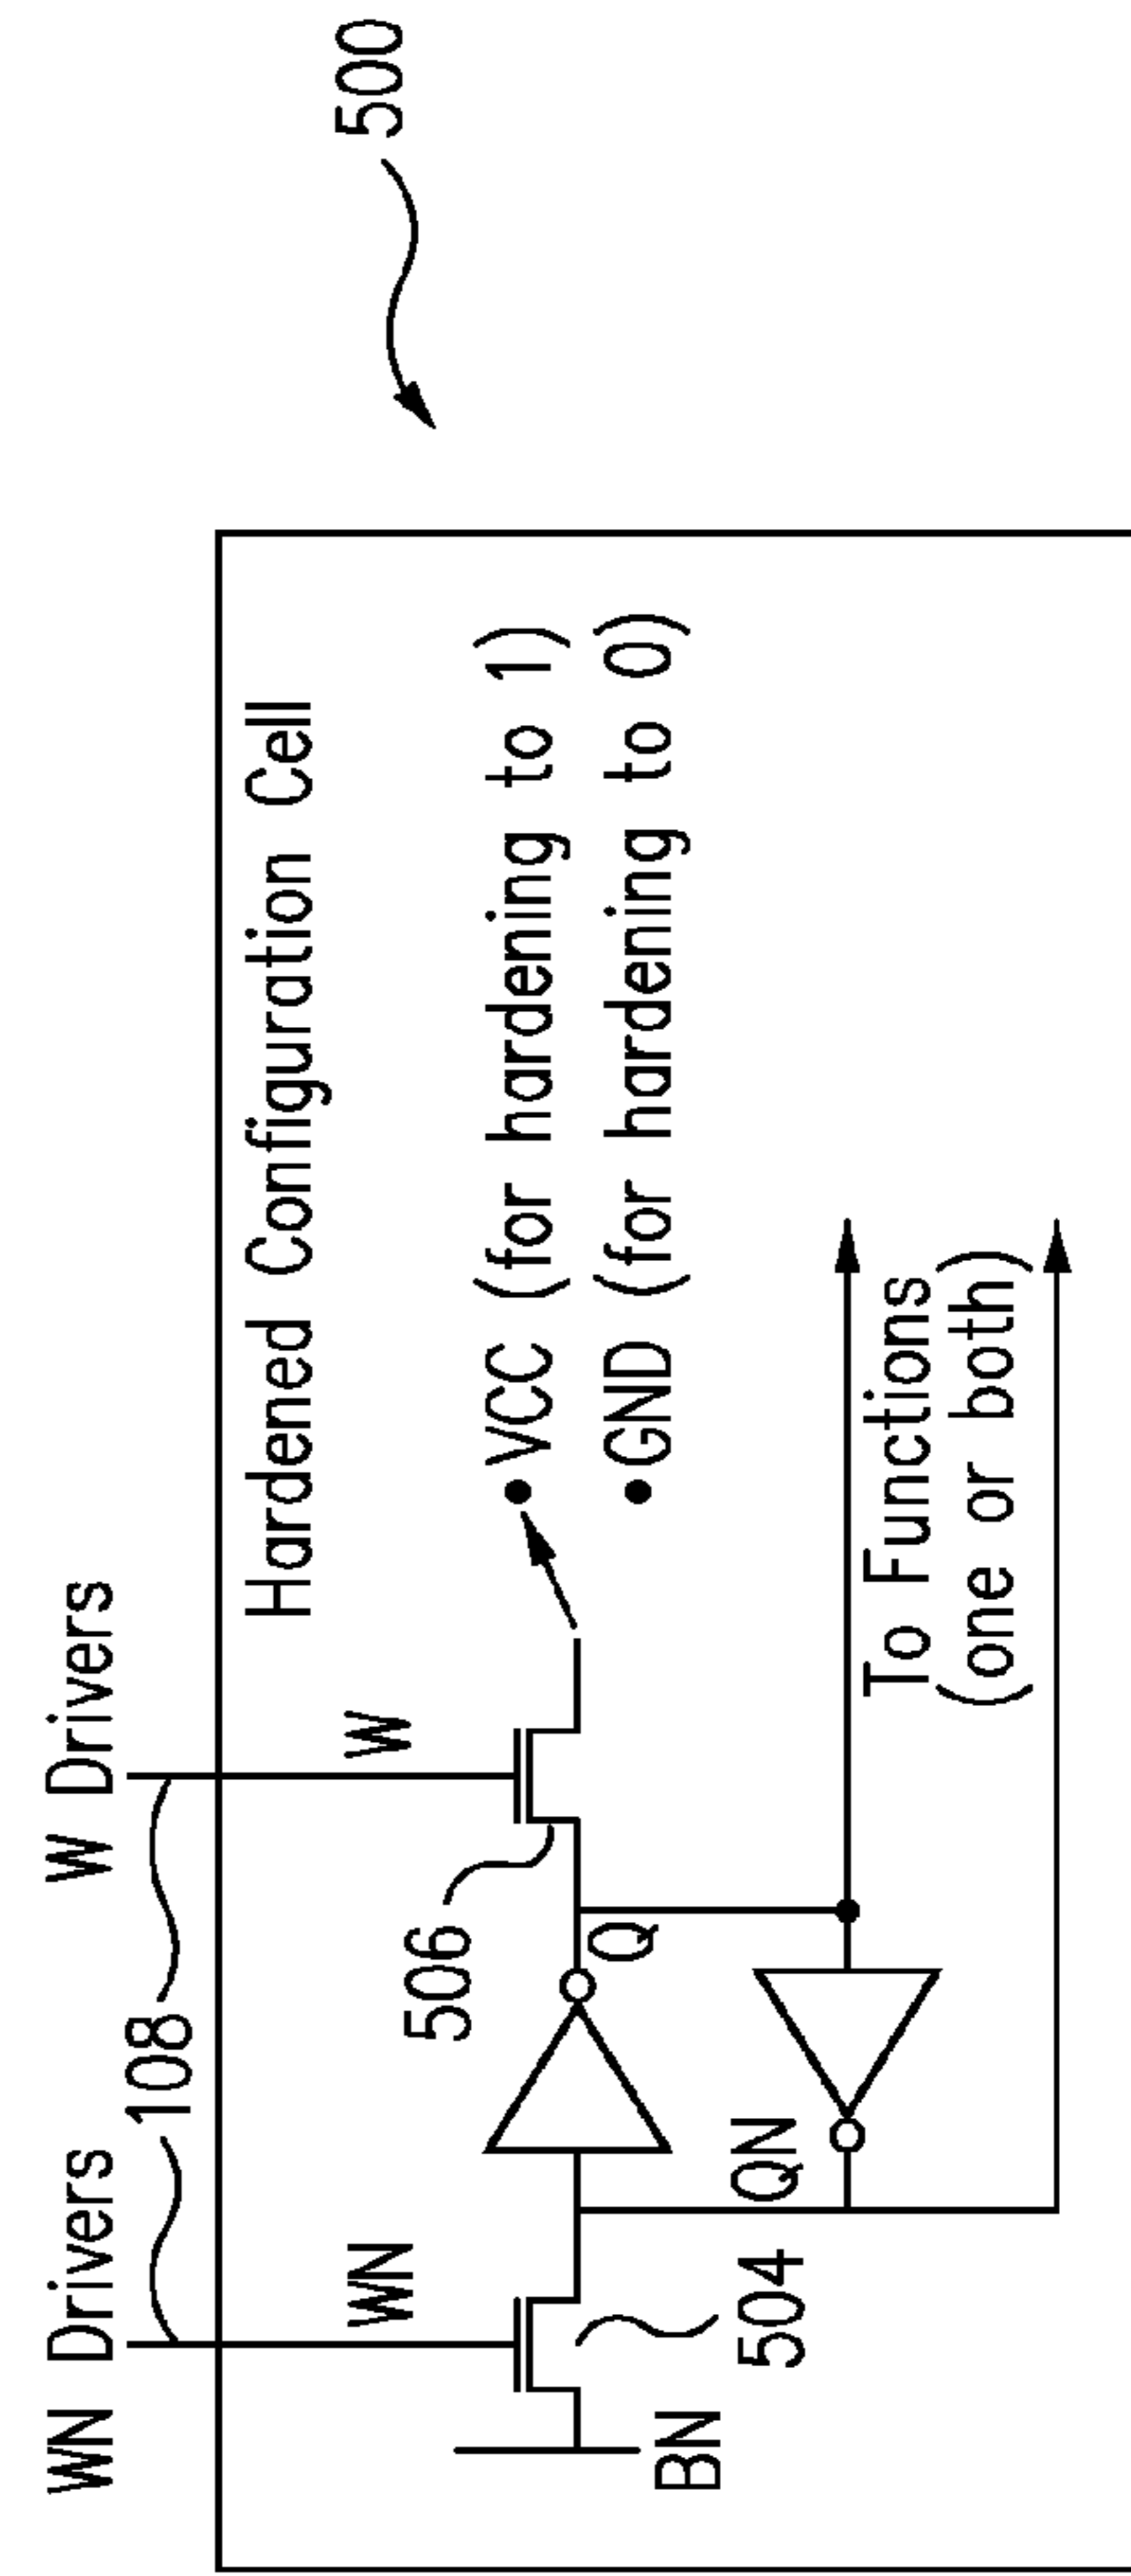 500
WN Drivers
108
W Drivers
Hardened Configuration Cell
WN
W
506
VCC (for hardening to 1)
GND (for hardening to 0)
Q
BN
504
QN
To Functions
(one or both)